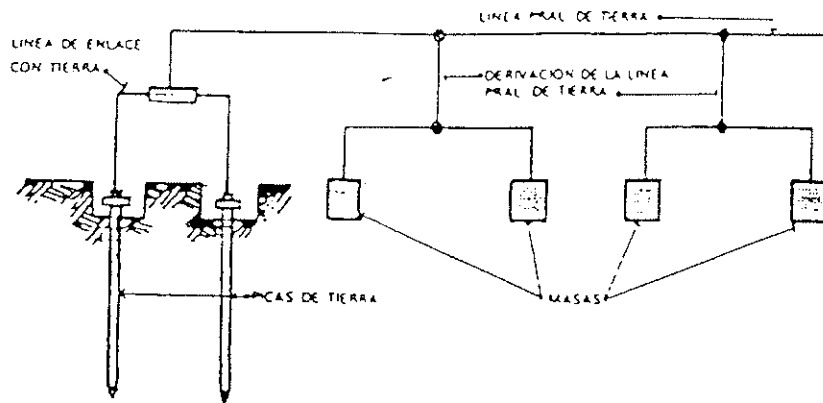 LINEA PRAL DE TIERRA
LINEA DE ENLACE
CON TIERRA
DERIVACION DE LA LINEA
PRAL DE TIERRA
CAS DE TIERRA
MASAS